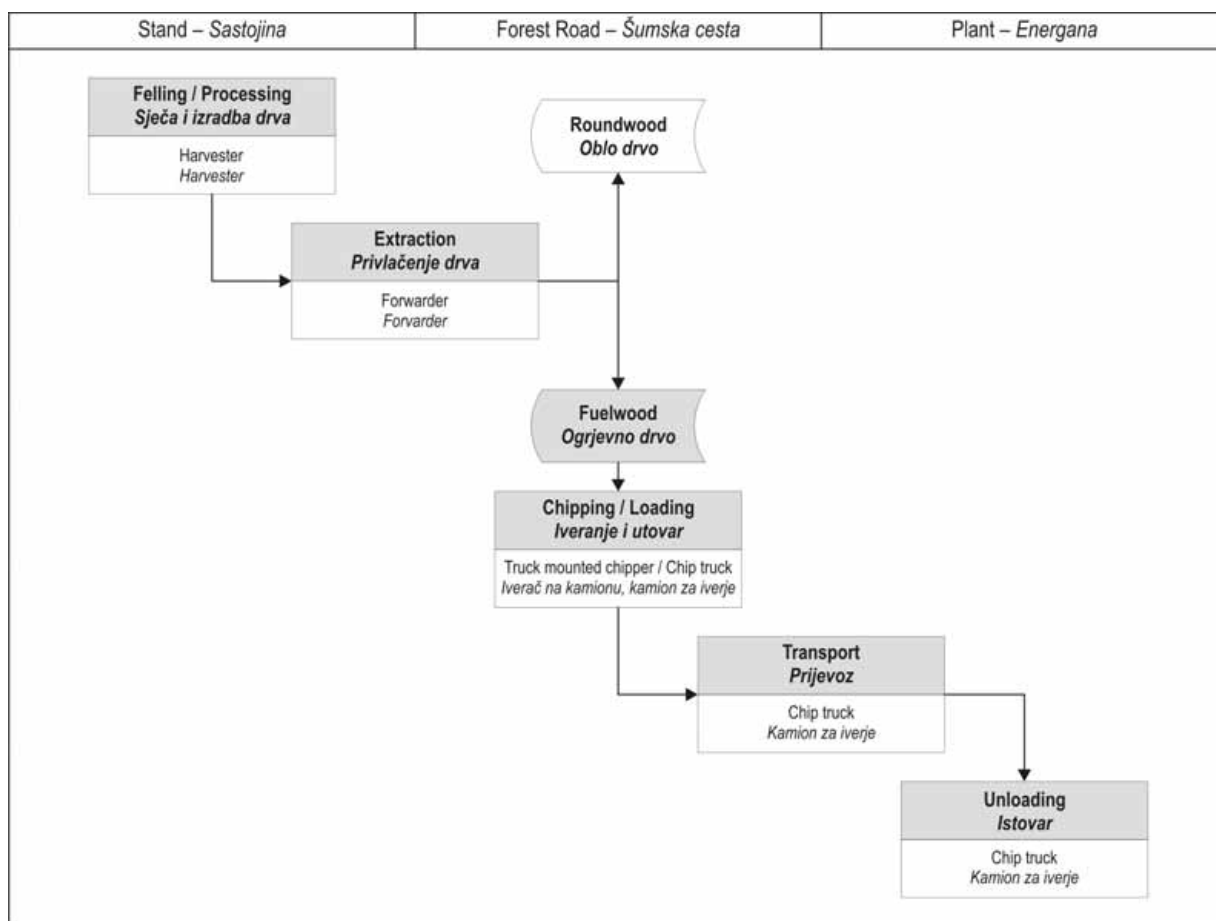 Stand – Sastojina
Forest Road – Šumska cesta
Plant – Energana
Felling / Processing
Sječa i izradba drva
Harvester
Harvester
Roundwood
Oblo drvo
Extraction
Privlačenje drva
Forwarder
Forvarder
Fuelwood
Ogrjevno drvo
Chipping / Loading
Iveranje i utovar
Truck mounted chipper / Chip truck
Iverač na kamionu, kamion za iverje
Transport
Prijevoz
Chip truck
Kamion za iverje
Unloading
Istovar
Chip truck
Kamion za iverje